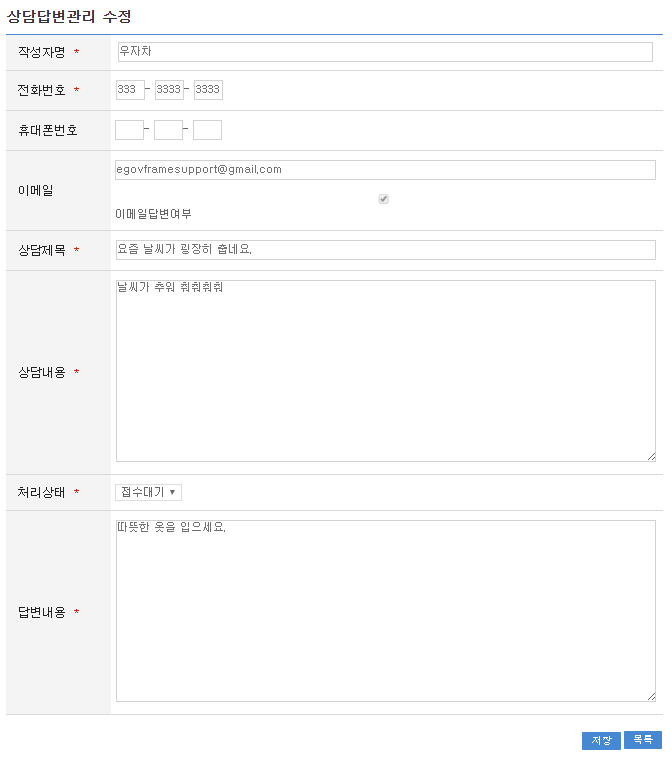 상담답변관리 수정
작성자명 *
우자차
전화번호 *
333 - 3333 - 3333
휴대폰번호
- -
이메일
egovframesupport@gmail.com
이메일답변여부
상담제목 *
요즘 날씨가 굉장히 춥네요.
상담내용 *
날씨가 추워 춰춰춰춰
처리상태 *
접수대기 ▼
답변내용 *
따뜻한 옷을 입으세요.
저장 목록